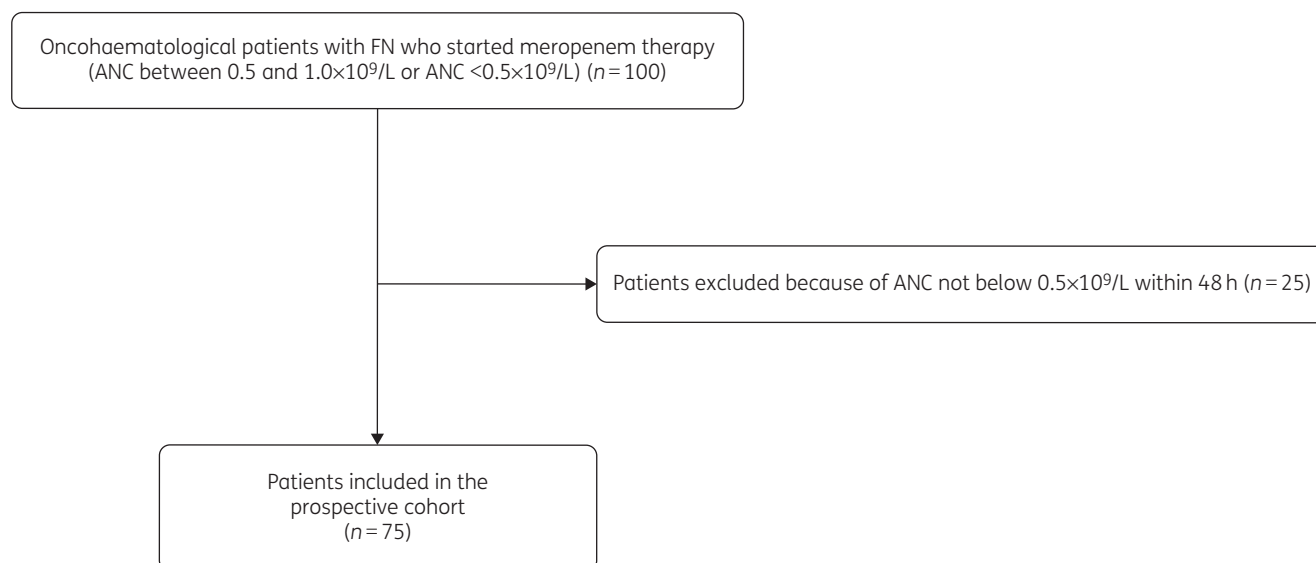 Oncohaematological patients with FN who started meropenem therapy
(ANC between 0.5 and 1.0×10⁹/L or ANC <0.5×10⁹/L) (n = 100)
Patients excluded because of ANC not below 0.5×10⁹/L within 48 h (n = 25)
Patients included in the
prospective cohort
(n = 75)